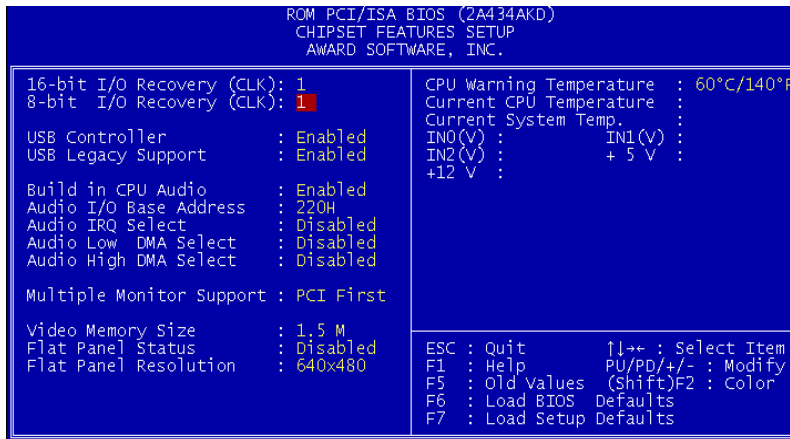 ROM PCI/ISA BIOS (2A434AKD)
CHIPSET FEATURES SETUP
AWARD SOFTWARE, INC.
16-bit I/O Recovery (CLK): 1
8-bit I/O Recovery (CLK): 1
USB Controller : Enabled
USB Legacy Support : Enabled
Build in CPU Audio : Enabled
Audio I/O Base Address : 220H
Audio IRQ Select : Disabled
Audio Low DMA Select : Disabled
Audio High DMA Select : Disabled
Multiple Monitor Support : PCI First
Video Memory Size : 1.5 M
Flat Panel Status : Disabled
Flat Panel Resolution : 640x480
CPU Warning Temperature : 60°C/140°F
Current CPU Temperature :
Current System Temp. :
IN0(V) : IN1(V) :
IN2(V) : + 5 V :
+12 V :
ESC : Quit ↑↓→← : Select Item
F1 : Help PU/PD/+/- : Modify
F5 : Old Values (Shift)F2 : Color
F6 : Load BIOS Defaults
F7 : Load Setup Defaults